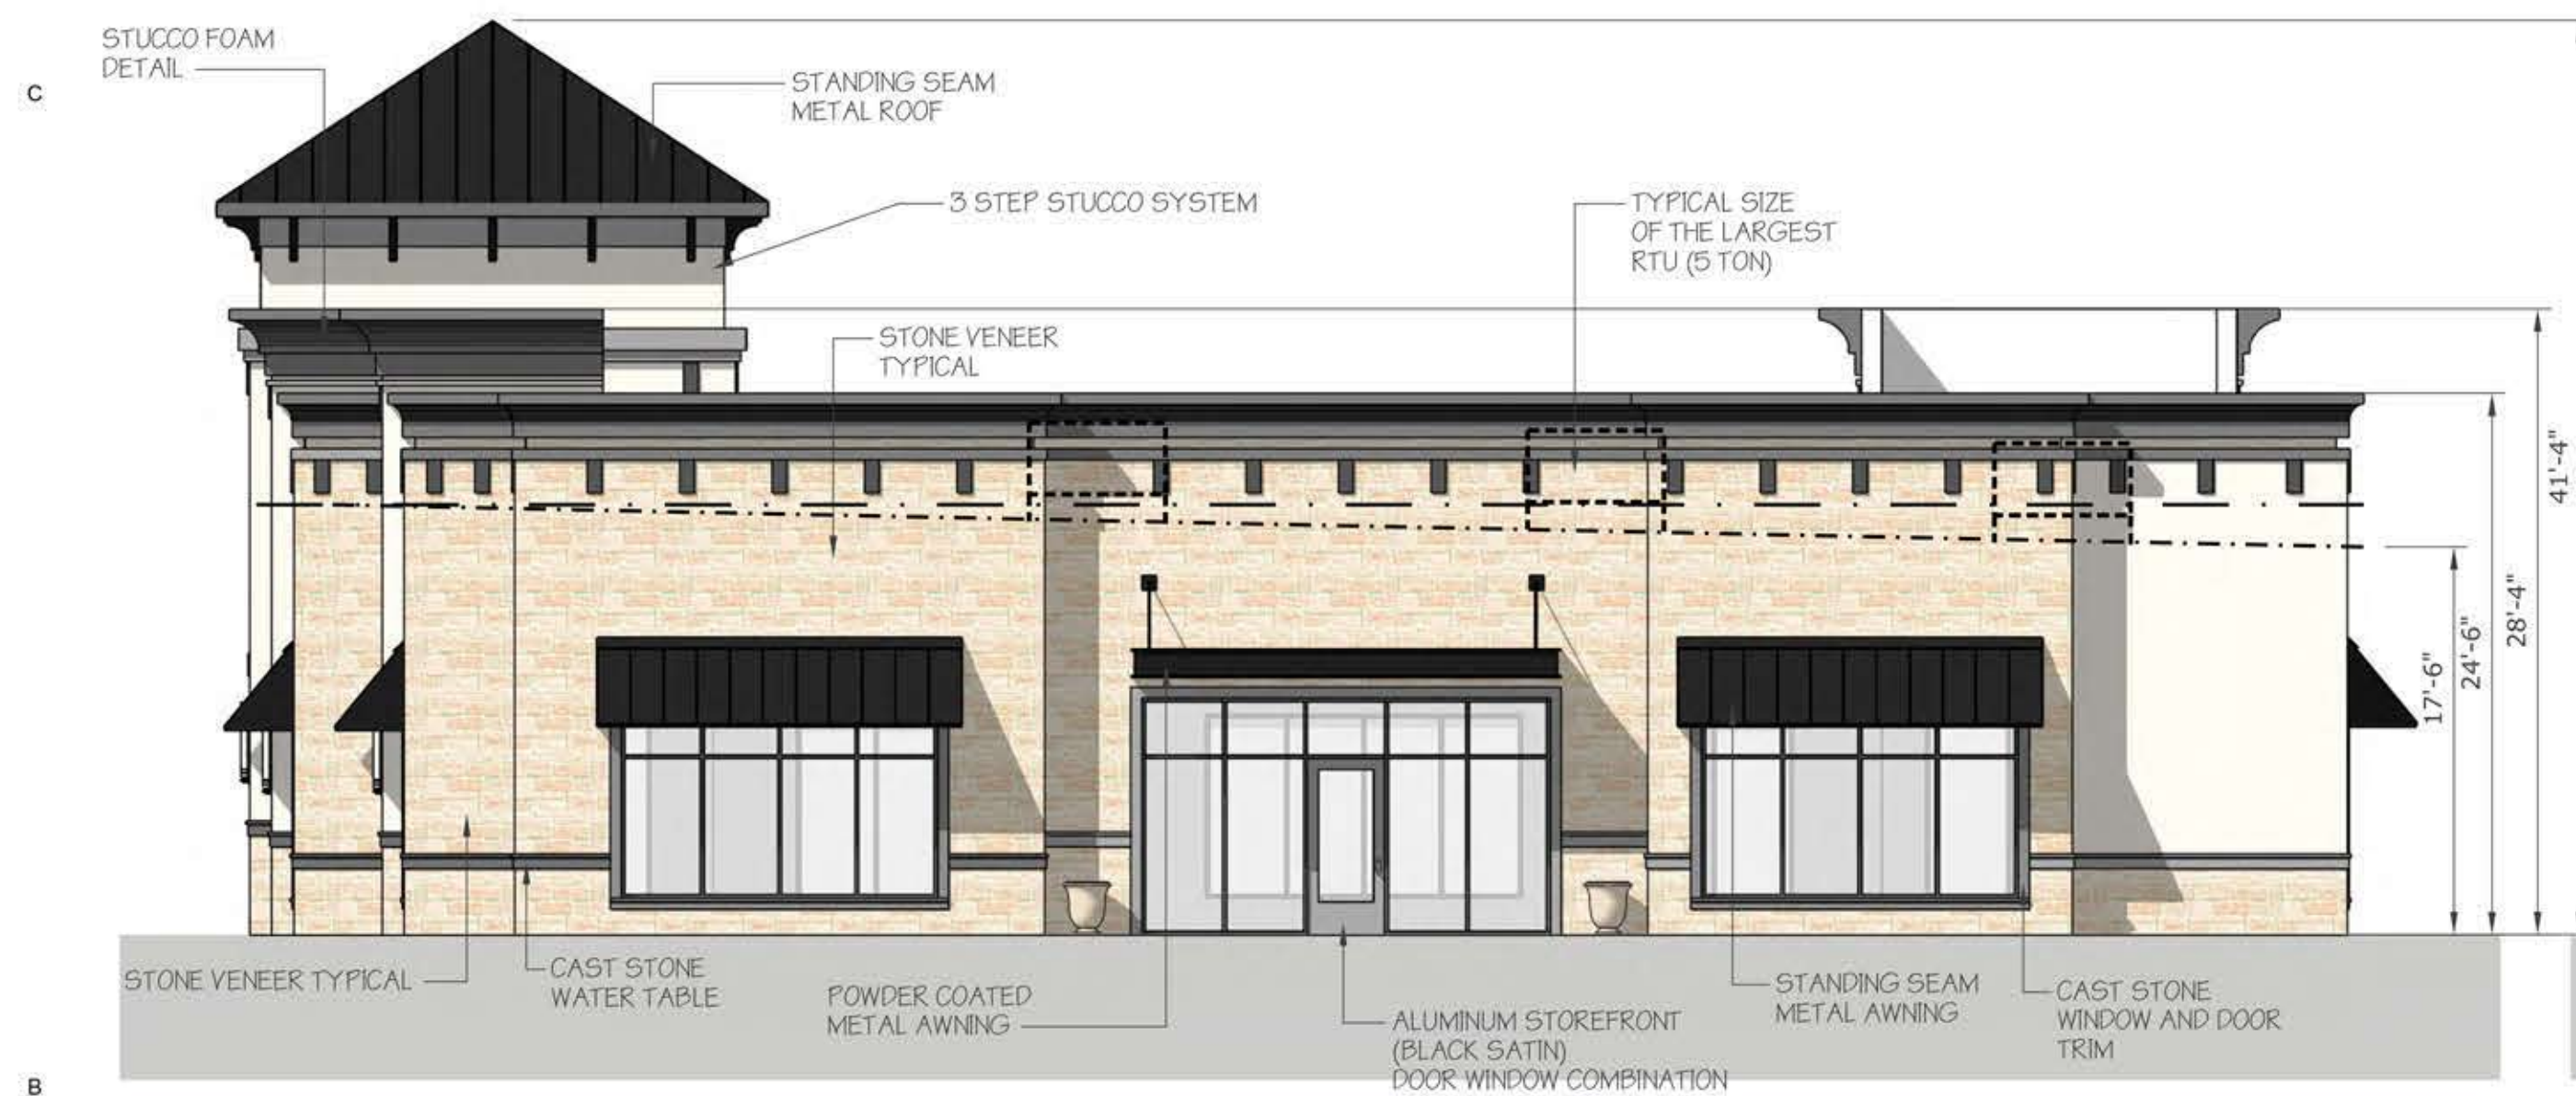 STUCCO FOAM
DETAIL
C
STANDING SEAM
METAL ROOF
3 STEP STUCCO SYSTEM
TYPICAL SIZE
OF THE LARGEST
RTU (5 TON)
STONE VENEER
TYPICAL
41'-4"
28'-4"
24'-6"
17'-6"
STONE VENEER TYPICAL
CAST STONE
WATER TABLE
POWDER COATED
METAL AWNING
ALUMINUM STOREFRONT
(BLACK SATIN)
DOOR WINDOW COMBINATION
STANDING SEAM
METAL AWNING
CAST STONE
WINDOW AND DOOR
TRIM
B